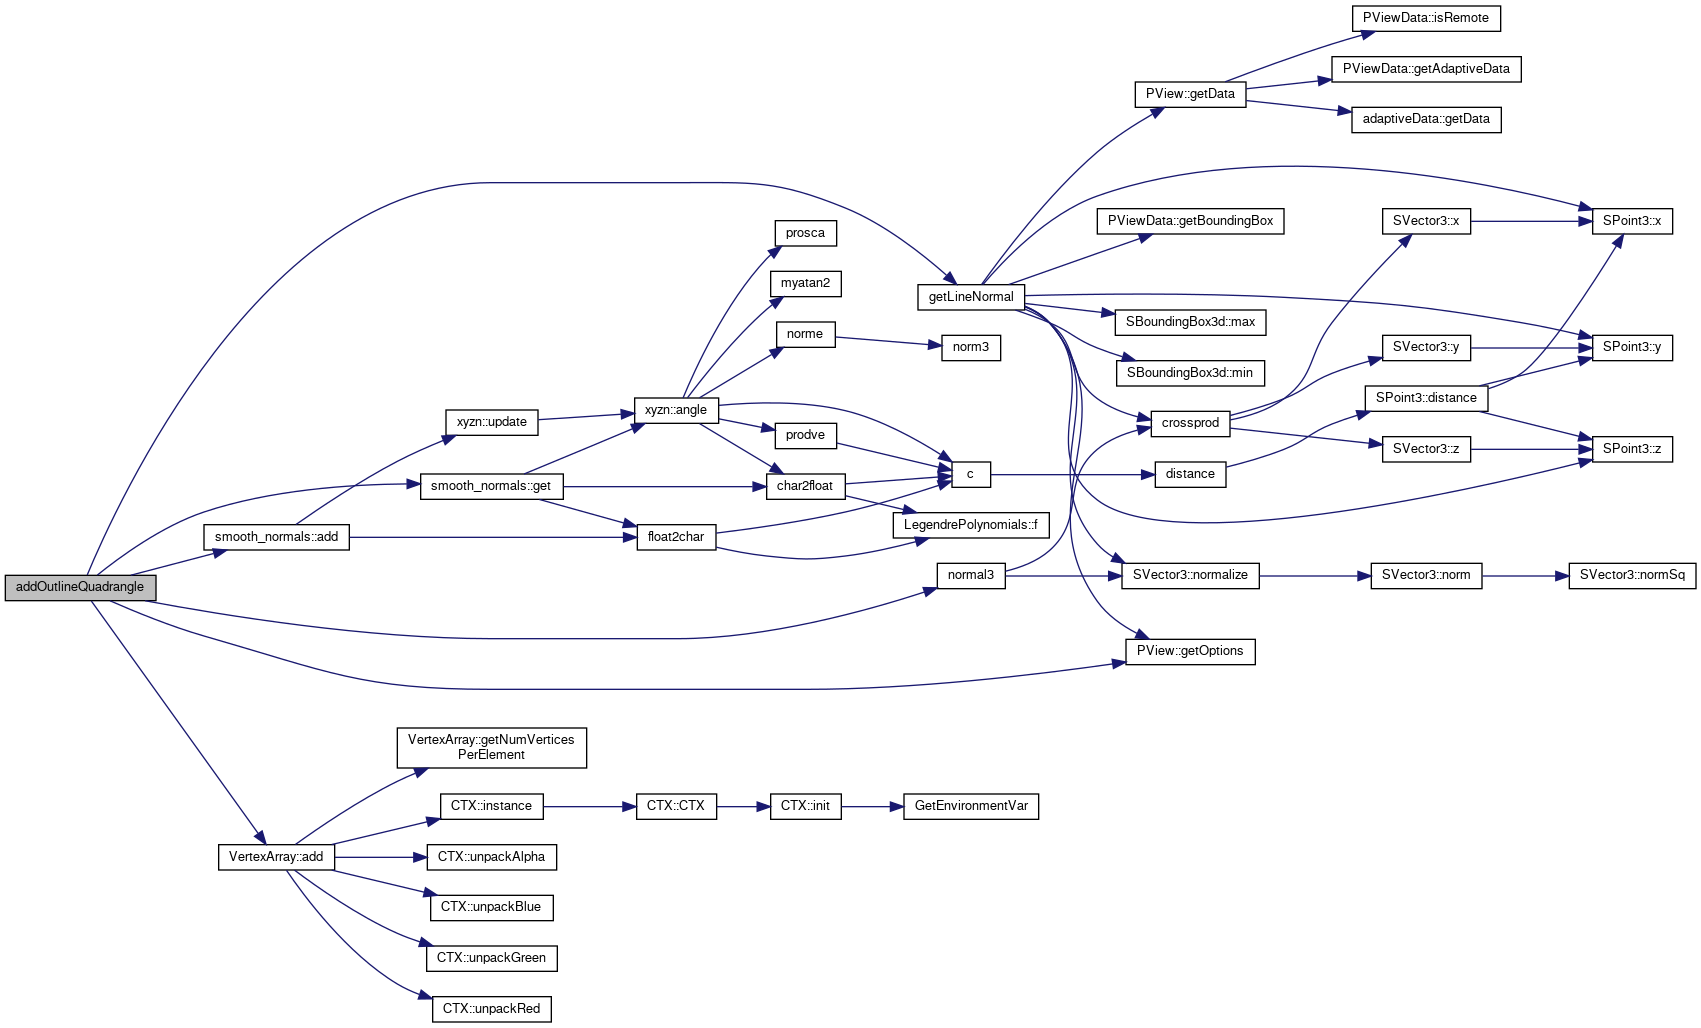 PViewData::isRemote
PViewData::getAdaptiveData
PView::getData
adaptiveData::getData
prosca
PViewData::getBoundingBox
SVector3::x
SPoint3::x
myatan2
getLineNormal
SBoundingBox3d::max
norme
norm3
SVector3::y
SPoint3::y
SBoundingBox3d::min
SPoint3::distance
xyzn::angle
xyzn::update
prodve
crossprod
SVector3::z
SPoint3::z
smooth_normals::get
char2float
c
distance
LegendrePolynomials::f
smooth_normals::add
float2char
addOutlineQuadrangle
normal3
SVector3::normalize
SVector3::norm
SVector3::normSq
PView::getOptions
VertexArray::getNumVertices
PerElement
CTX::instance
CTX::CTX
CTX::init
GetEnvironmentVar
VertexArray::add
CTX::unpackAlpha
CTX::unpackBlue
CTX::unpackGreen
CTX::unpackRed